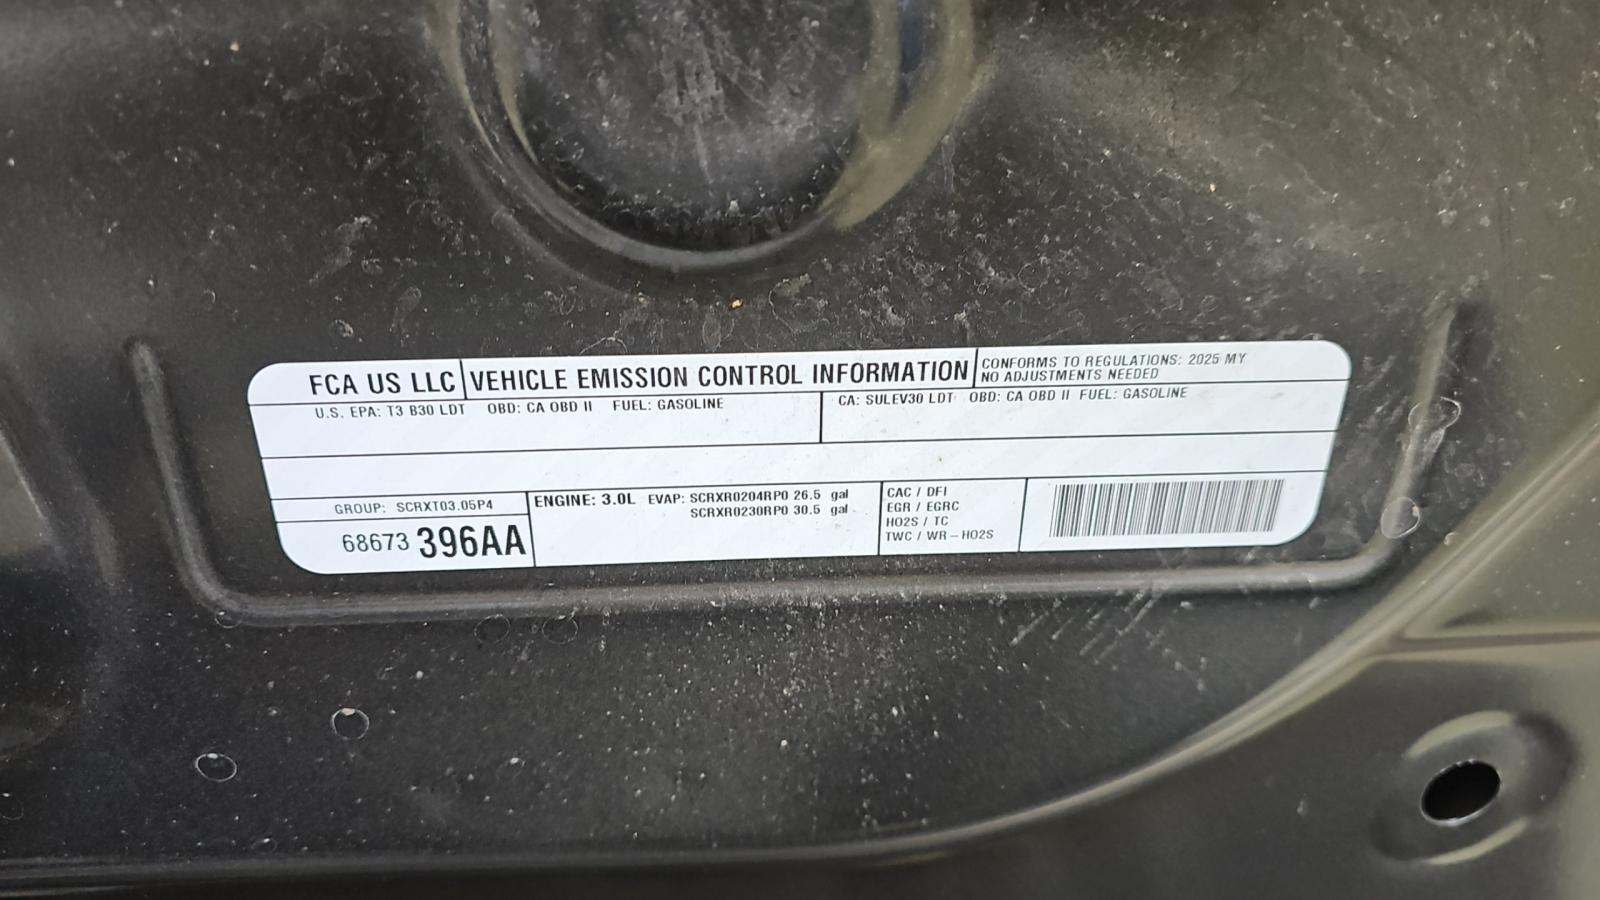 FCA US LLC VEHICLE EMISSION CONTROL INFORMATION
CONFORMS TO REGULATIONS: 2025 MY
NO ADJUSTMENTS NEEDED
U.S. EPA: T3 B30 LDT OBD: CA OBD II FUEL: GASOLINE
CA: SULEV30 LDT OBD: CA OBD II FUEL: GASOLINE
GROUP: SCRXT03.05P4
68673 396AA
ENGINE: 3.0L EVAP: SCRXR0204RP0 26.5 gal
SCRXR0230RP0 30.5 gal
CAC / DFI
EGR / EGRC
HO2S / TC
TWC / WR-HO2S